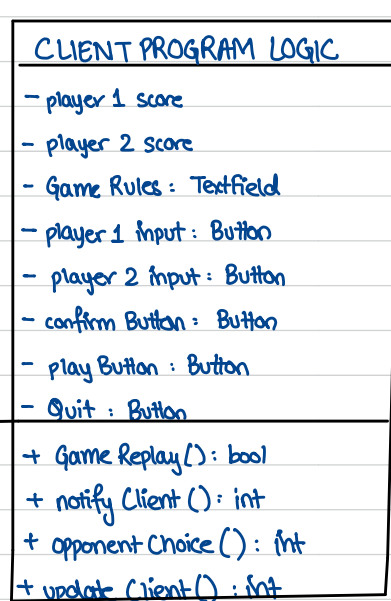 CLIENT PROGRAM LOGIC
- player 1 score
- player 2 score
- Game Rules : Textfield
- player 1 input : Button
- player 2 input : Button
- confirm Button : Button
- play Button : Button
- Quit : Button
+ Game Replay() : bool
+ notify Client () : int
+ opponent Choice () : int
+ update Client() : int